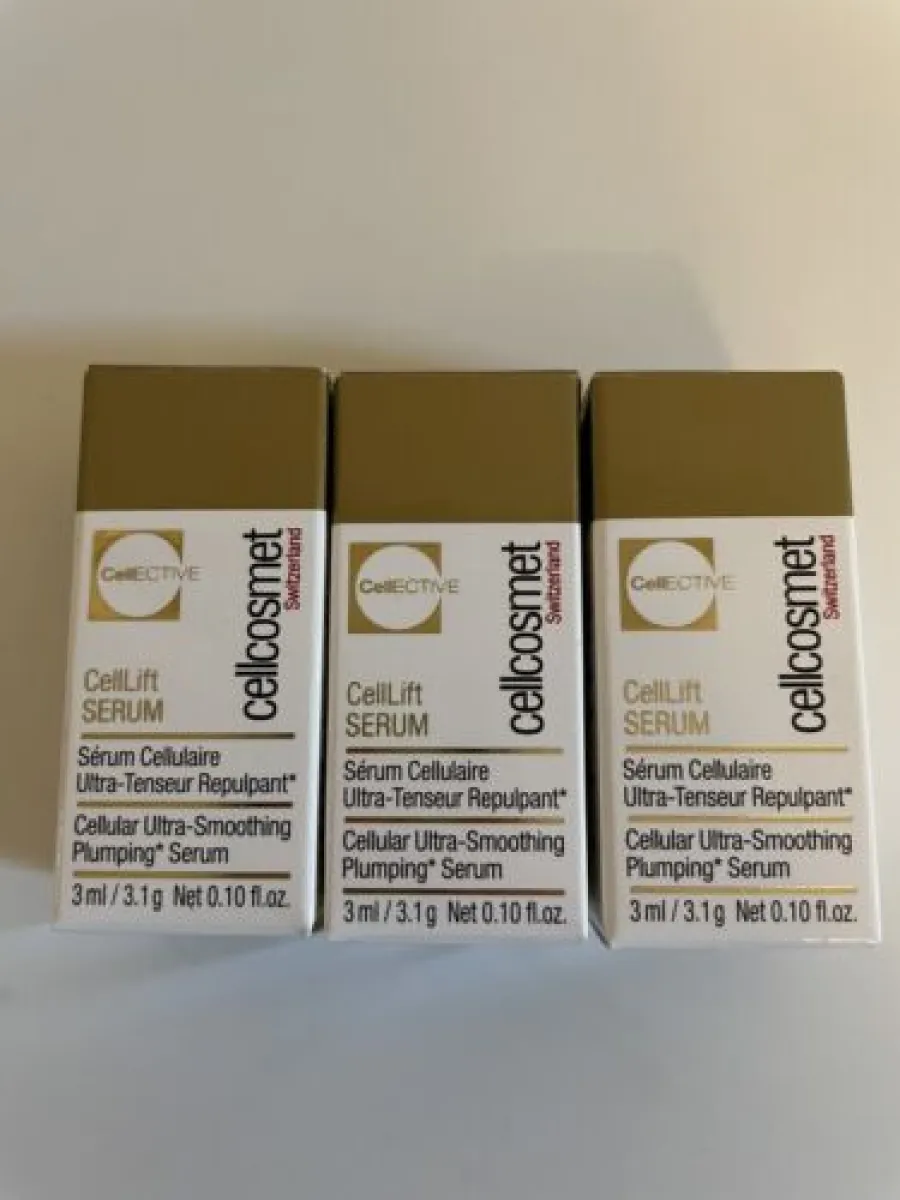 CellECTIVE
cellcosmet
Switzerland
CellLift
SERUM
Sérum Cellulaire
Ultra-Tenseur Repulpant*
Cellular Ultra-Smoothing
Plumping* Serum
3 ml / 3.1 g Net 0.10 fl.oz.
CellECTIVE
cellcosmet
Switzerland
CellLift
SERUM
Sérum Cellulaire
Ultra-Tenseur Repulpant*
Cellular Ultra-Smoothing
Plumping* Serum
3 ml / 3.1 g Net 0.10 fl.oz.
CellECTIVE
cellcosmet
Switzerland
CellLift
SERUM
Sérum Cellulaire
Ultra-Tenseur Repulpant*
Cellular Ultra-Smoothing
Plumping* Serum
3 ml / 3.1 g Net 0.10 fl.oz.